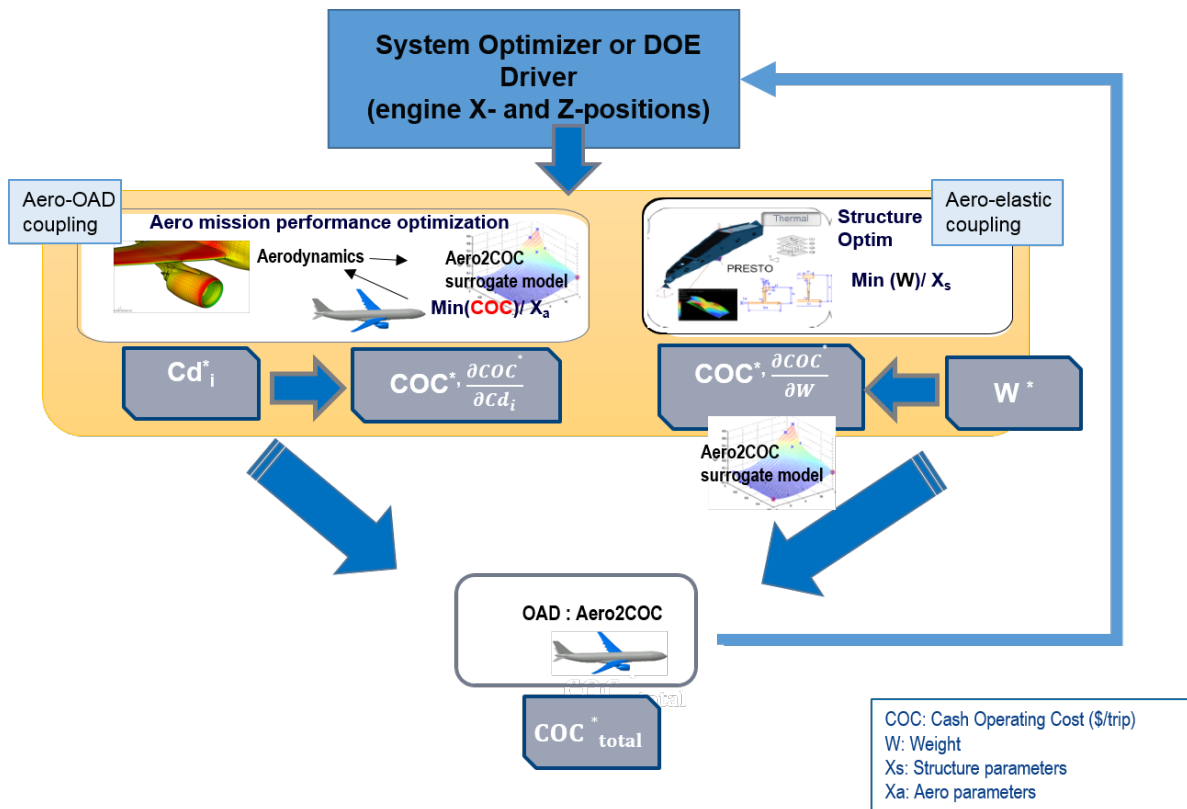 System Optimizer or DOE
Driver
(engine X- and Z-positions)
Aero-OAD
coupling
Aero mission performance optimization
Aerodynamics
Aero2COC
surrogate model
Min(COC)/ Xa
Thermal
PRESTO
Structure
Optim
Min (W)/ Xs
Aero-elastic
coupling
Cd*i
COC*, ∂COC*/∂Cdi
COC*, ∂COC*/∂W
W *
Aero2COC
surrogate model
OAD : Aero2COC
COC *total
COC: Cash Operating Cost ($/trip)
W: Weight
Xs: Structure parameters
Xa: Aero parameters